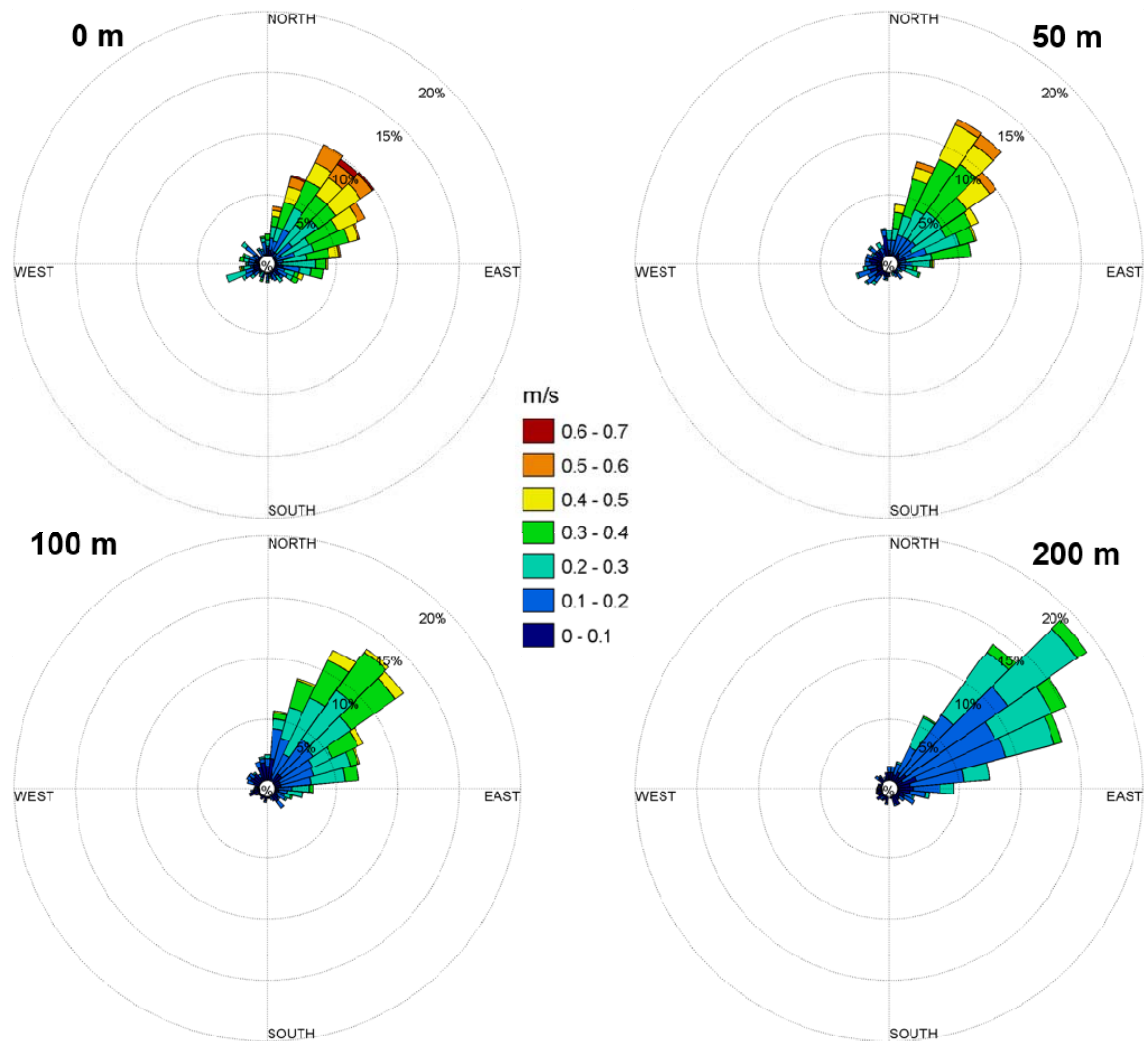 0 m
NORTH
20%
15%
10%
5%
%
WEST
EAST
SOUTH
50 m
NORTH
20%
15%
10%
5%
%
WEST
EAST
SOUTH
m/s
0.6 - 0.7
0.5 - 0.6
0.4 - 0.5
0.3 - 0.4
0.2 - 0.3
0.1 - 0.2
0 - 0.1
100 m
NORTH
20%
15%
10%
5%
%
WEST
EAST
SOUTH
200 m
NORTH
20%
15%
10%
5%
%
WEST
EAST
SOUTH